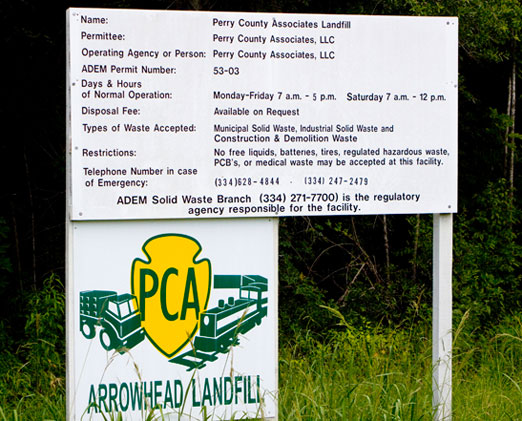 Name: Perry County Associates Landfill
Permittee: Perry County Associates, LLC
Operating Agency or Person: Perry County Associates, LLC
ADEM Permit Number: 53-03
Days & Hours
of Normal Operation: Monday-Friday 7 a.m. - 5 p.m. Saturday 7 a.m. - 12 p.m.
Disposal Fee: Available on Request
Types of Waste Accepted: Municipal Solid Waste, Industrial Solid Waste and
Construction & Demolition Waste
Restrictions: No free liquids, batteries, tires, regulated hazardous waste,
PCB's, or medical waste may be accepted at this facility.
Telephone Number in case
of Emergency: (334)628-4844 . (334) 247-2479
ADEM Solid Waste Branch (334) 271-7700) is the regulatory
agency responsible for the facility.
PCA
ARROWHEAD LANDFILL